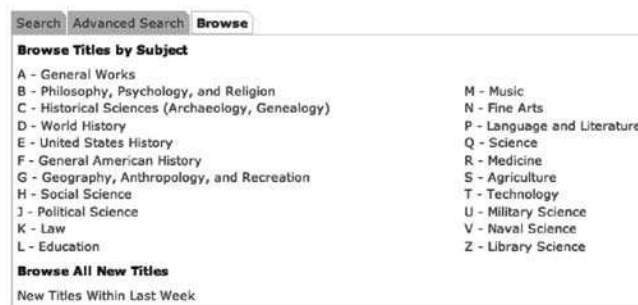 Search Advanced Search Browse
Browse Titles by Subject
A - General Works
B - Philosophy, Psychology, and Religion
C - Historical Sciences (Archaeology, Genealogy)
D - World History
E - United States History
F - General American History
G - Geography, Anthropology, and Recreation
H - Social Science
J - Political Science
K - Law
L - Education
M - Music
N - Fine Arts
P - Language and Literature
Q - Science
R - Medicine
S - Agriculture
T - Technology
U - Military Science
V - Naval Science
Z - Library Science
Browse All New Titles
New Titles Within Last Week